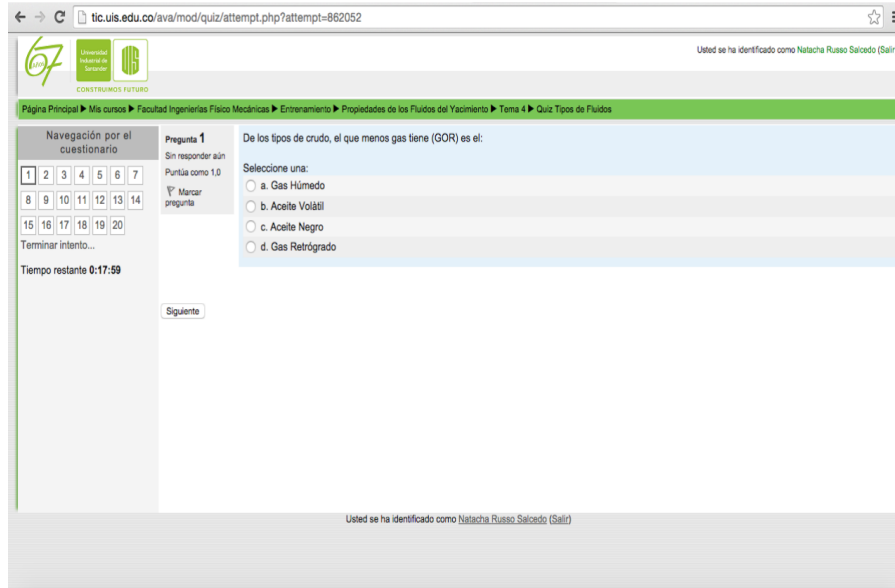 tic.uis.edu.co/ava/mod/quiz/attempt.php?attempt=862052
67
AÑOS
Universidad
Industrial de
Santander
UIS
CONSTRUIMOS FUTURO
Usted se ha identificado como Natacha Russo Salcedo (Salir
Página Principal ► Mis cursos ► Facultad Ingenierías Físico Mecánicas ► Entrenamiento ► Propiedades de los Fluidos del Yacimiento ► Tema 4 ► Quiz Tipos de Fluidos
Navegación por el
cuestionario
1 2 3 4 5 6 7
8 9 10 11 12 13 14
15 16 17 18 19 20
Terminar intento...
Tiempo restante 0:17:59
Pregunta 1
Sin responder aún
Puntúa como 1,0
Marcar
pregunta
De los tipos de crudo, el que menos gas tiene (GOR) es el:
Seleccione una:
a. Gas Húmedo
b. Aceite Volátil
c. Aceite Negro
d. Gas Retrógrado
Siguiente
Usted se ha identificado como Natacha Russo Salcedo (Salir)